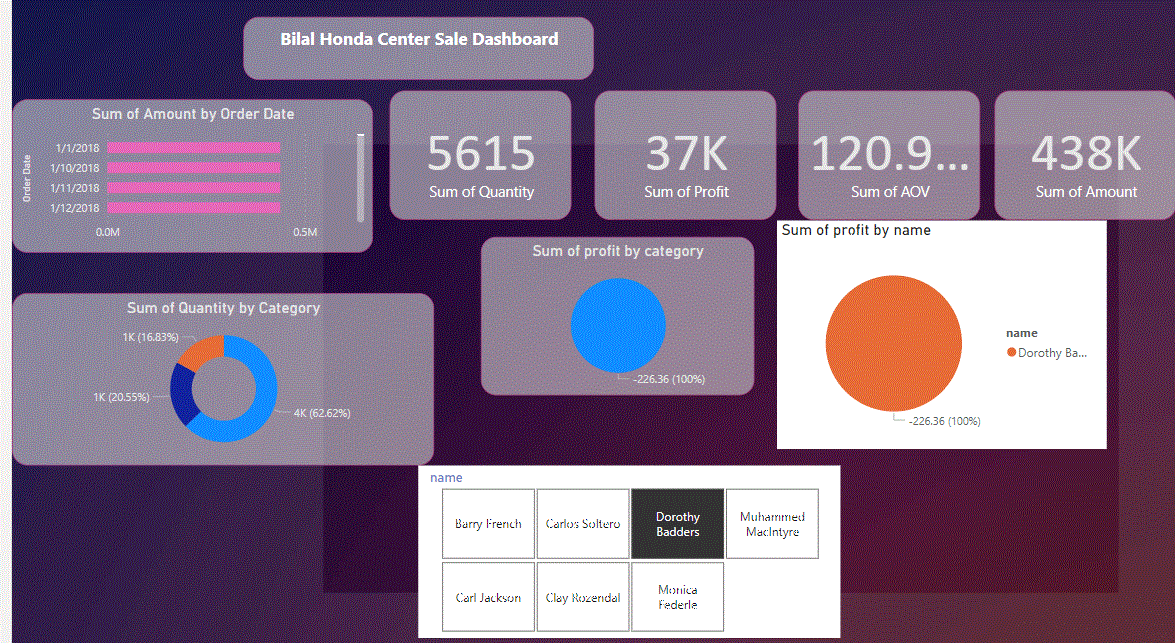 Bilal Honda Center Sale Dashboard
Sum of Amount by Order Date
Order Date
1/1/2018
1/10/2018
1/11/2018
1/12/2018
0.0M 0.5M
5615
Sum of Quantity
37K
Sum of Profit
120.9...
Sum of AOV
438K
Sum of Amount
Sum of profit by category
-226.36 (100%)
Sum of profit by name
name
Dorothy Ba...
-226.36 (100%)
Sum of Quantity by Category
1K (16.83%)
1K (20.55%)
4K (62.62%)
name
Barry French
Carlos Soltero
Dorothy
Badders
Muhammed
MacIntyre
Carl Jackson
Clay Rozendal
Monica
Federle